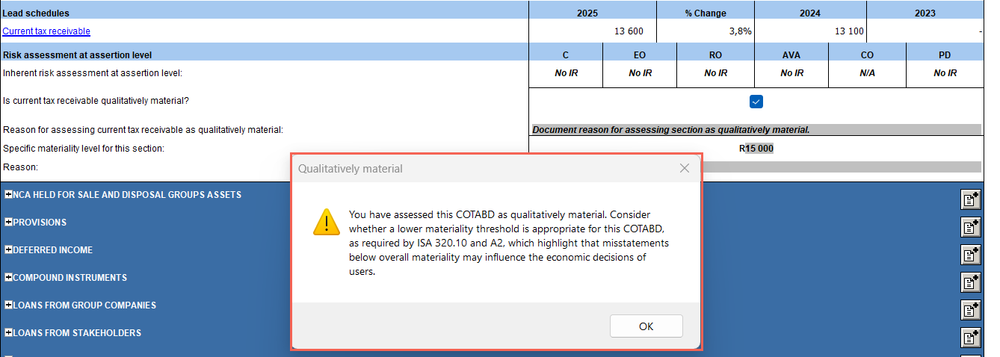 Lead schedules 2025 % Change 2024 2023
Current tax receivable 13 600 3,8% 13 100 -
Risk assessment at assertion level C EO RO AVA CO PD
Inherent risk assessment at assertion level: No IR No IR No IR No IR N/A No IR
Is current tax receivable qualitatively material?
Reason for assessing current tax receivable as qualitatively material: Document reason for assessing section as qualitatively material.
Specific materiality level for this section: R15 000
Reason:
Qualitatively material
You have assessed this COTABD as qualitatively material. Consider
whether a lower materiality threshold is appropriate for this COTABD,
as required by ISA 320.10 and A2, which highlight that misstatements
below overall materiality may influence the economic decisions of
users.
OK
NCA HELD FOR SALE AND DISPOSAL GROUPS ASSETS
PROVISIONS
DEFERRED INCOME
COMPOUND INSTRUMENTS
LOANS FROM GROUP COMPANIES
LOANS FROM STAKEHOLDERS